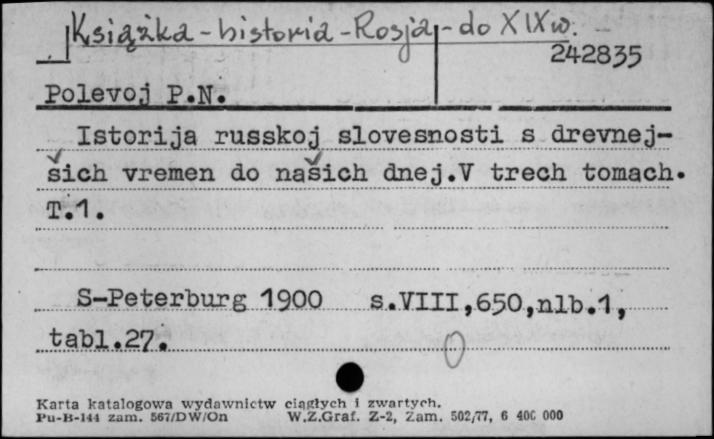 Książka - historia - Rosja - do XIXw.
242835
Polevoj P.N.
Istorija russkoj slovesnosti s drevnej-
šich vremen do našich dnej.V trech tomach.
T.1.
S-Peterburg 1900 s.VIII,650,nlb.1,
tabl.27.
Karta katalogowa wydawnictw ciągłych i zwartych.
Pu-B-144 zam. 567/DW/On W.Z.Graf. Z-2, Zam. 502/77, 6 400 000